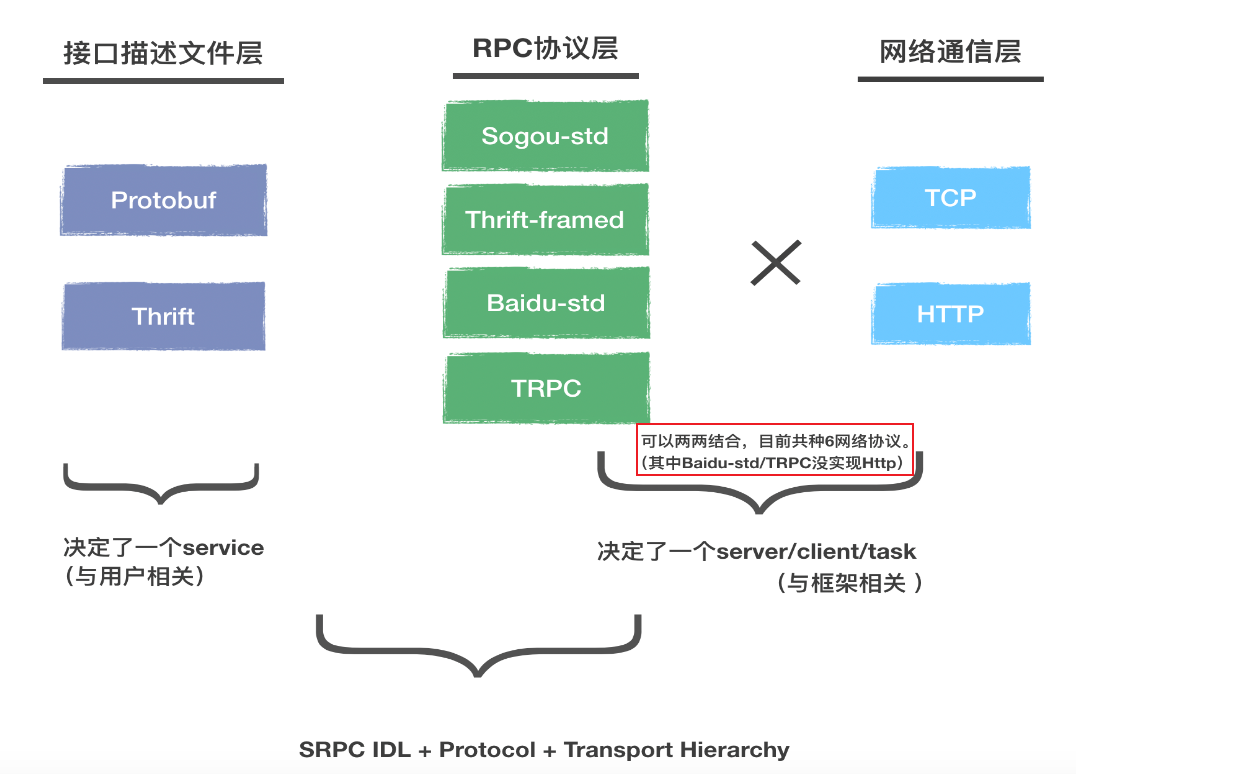 接口描述文件层
RPC协议层
网络通信层
Protobuf
Thrift
Sogou-std
Thrift-framed
Baidu-std
TRPC
TCP
HTTP
可以两两结合，目前共种6网络协议。
（其中Baidu-std/TRPC没实现Http）
决定了一个service
（与用户相关）
决定了一个server/client/task
（与框架相关 ）
SRPC IDL + Protocol + Transport Hierarchy